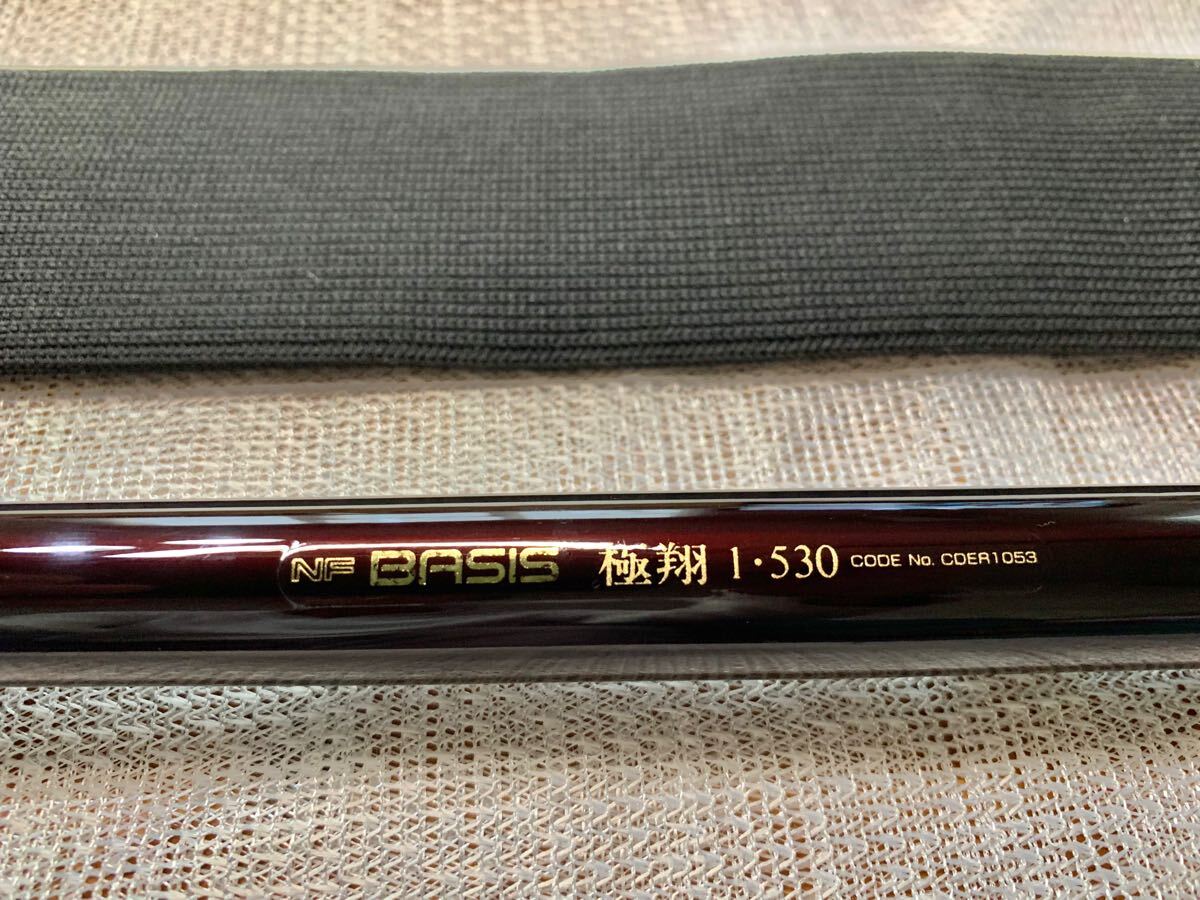 NF BASIS 極翔 1・530 CODE No. CDER1053